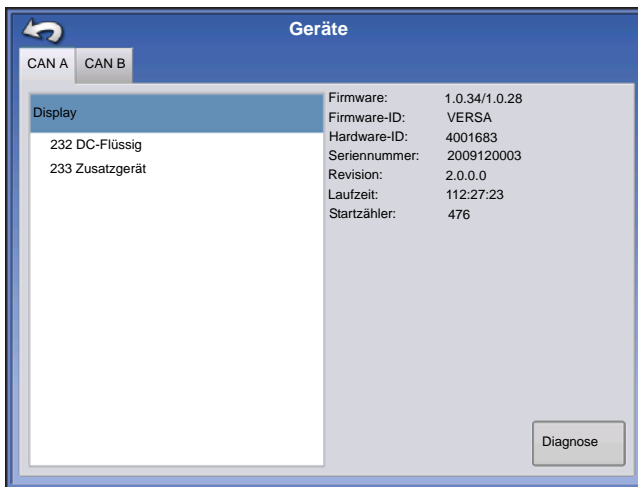 Geräte
CAN A CAN B
Display
232 DC-Flüssig
233 Zusatzgerät
Firmware: 1.0.34/1.0.28
Firmware-ID: VERSA
Hardware-ID: 4001683
Seriennummer: 2009120003
Revision: 2.0.0.0
Laufzeit: 112:27:23
Startzähler: 476
Diagnose